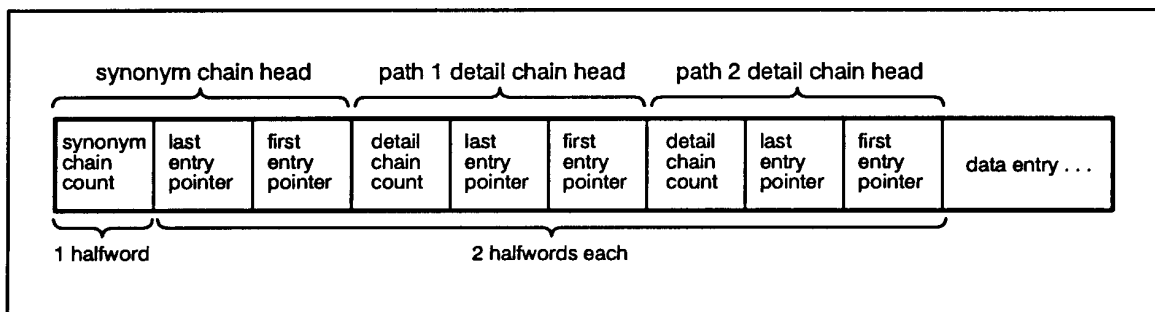 synonym chain head path 1 detail chain head path 2 detail chain head
synonym chain count
last entry pointer
first entry pointer
detail chain count
last entry pointer
first entry pointer
detail chain count
last entry pointer
first entry pointer
data entry . . .
1 halfword 2 halfwords each